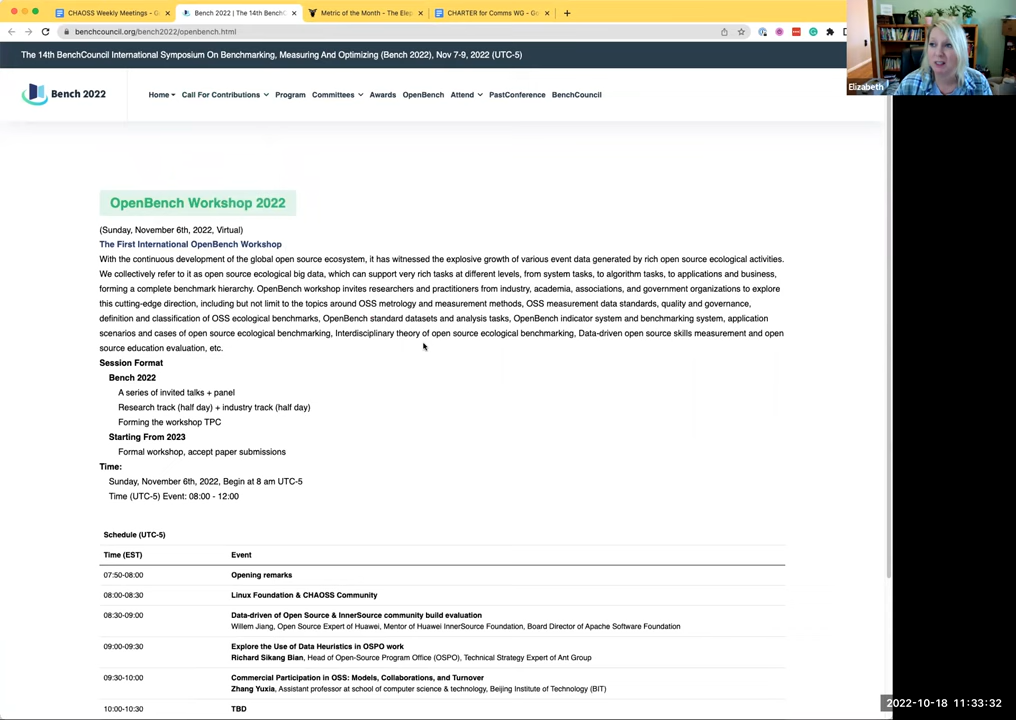 CHAOSS Weekly Meetings - G
Bench 2022 | The 14th BenchC
Metric of the Month - The Ele
CHARTER for Comms WG - G
benchcouncil.org/bench2022/openbench.html
The 14th BenchCouncil International Symposium On Benchmarking, Measuring And Optimizing (Bench 2022), Nov 7-9, 2022 (UTC-5)
Elizabeth
Bench 2022
Home Call For Contributions Program Committees Awards OpenBench Attend PastConference BenchCouncil
OpenBench Workshop 2022
(Sunday, November 6th, 2022, Virtual)
The First International OpenBench Workshop
With the continuous development of the global open source ecosystem, it has witnessed the explosive growth of various event data generated by rich open source ecological activities.
We collectively refer to it as open source ecological big data, which can support very rich tasks at different levels, from system tasks, to algorithm tasks, to applications and business,
forming a complete benchmark hierarchy. OpenBench workshop invites researchers and practitioners from industry, academia, associations, and government organizations to explore
this cutting-edge direction, including but not limit to the topics around OSS metrology and measurement methods, OSS measurement data standards, quality and governance,
definition and classification of OSS ecological benchmarks, OpenBench standard datasets and analysis tasks, OpenBench indicator system and benchmarking system, application
scenarios and cases of open source ecological benchmarking, Interdisciplinary theory of open source ecological benchmarking, Data-driven open source skills measurement and open
source education evaluation, etc.
Session Format
Bench 2022
A series of invited talks + panel
Research track (half day) + industry track (half day)
Forming the workshop TPC
Starting From 2023
Formal workshop, accept paper submissions
Time:
Sunday, November 6th, 2022, Begin at 8 am UTC-5
Time (UTC-5) Event: 08:00 - 12:00
Schedule (UTC-5)
Time (EST) Event
07:50-08:00 Opening remarks
08:00-08:30 Linux Foundation & CHAOSS Community
08:30-09:00 Data-driven of Open Source & InnerSource community build evaluation
Willem Jiang, Open Source Expert of Huawei, Mentor of Huawei InnerSource Foundation, Board Director of Apache Software Foundation
09:00-09:30 Explore the Use of Data Heuristics in OSPO work
Richard Sikang Bian, Head of Open-Source Program Office (OSPO), Technical Strategy Expert of Ant Group
09:30-10:00 Commercial Participation in OSS: Models, Collaborations, and Turnover
Zhang Yuxia, Assistant professor at school of computer science & technology, Beijing Institute of Technology (BIT)
10:00-10:30 TBD
2022-10-18 11:33:32